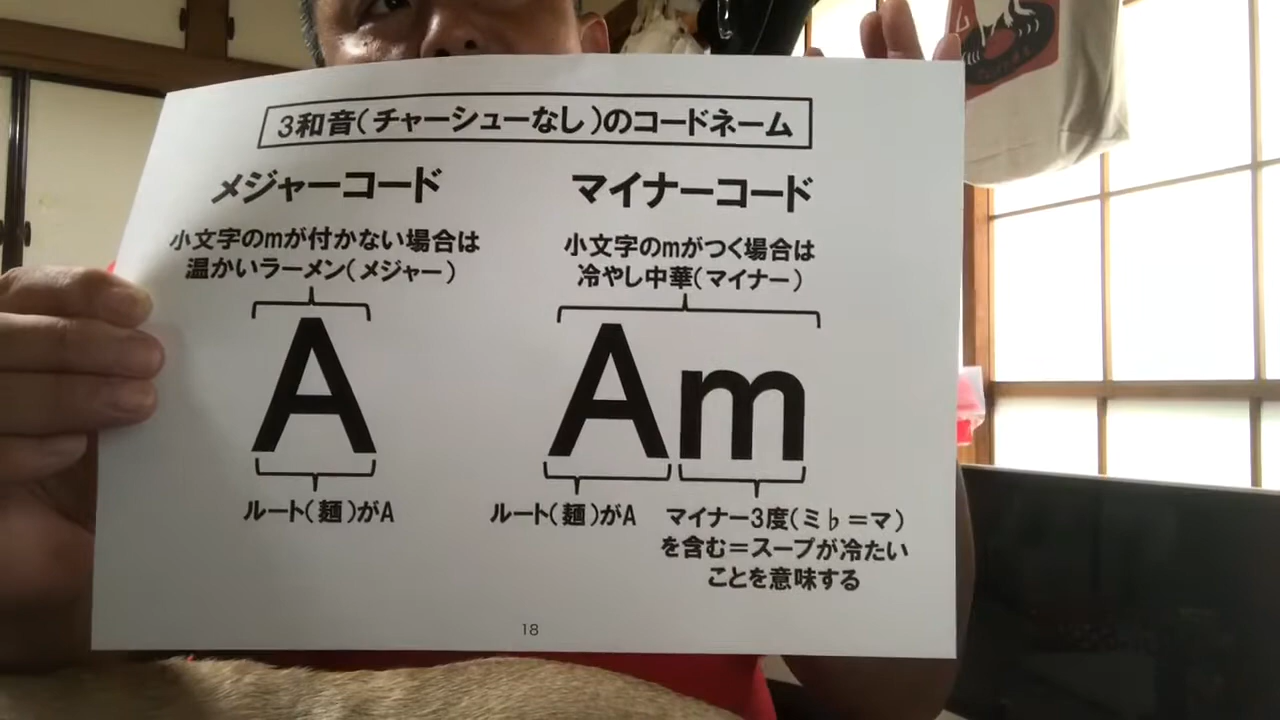 3和音(チャーシューなし)のコードネーム
メジャーコード
小文字のmが付かない場合は
温かいラーメン(メジャー)
A
ルート(麺)がA
マイナーコード
小文字のmがつく場合は
冷やし中華(マイナー)
Am
ルート(麺)がA
マイナー3度(ミ♭=マ)
を含む=スープが冷たい
ことを意味する
18